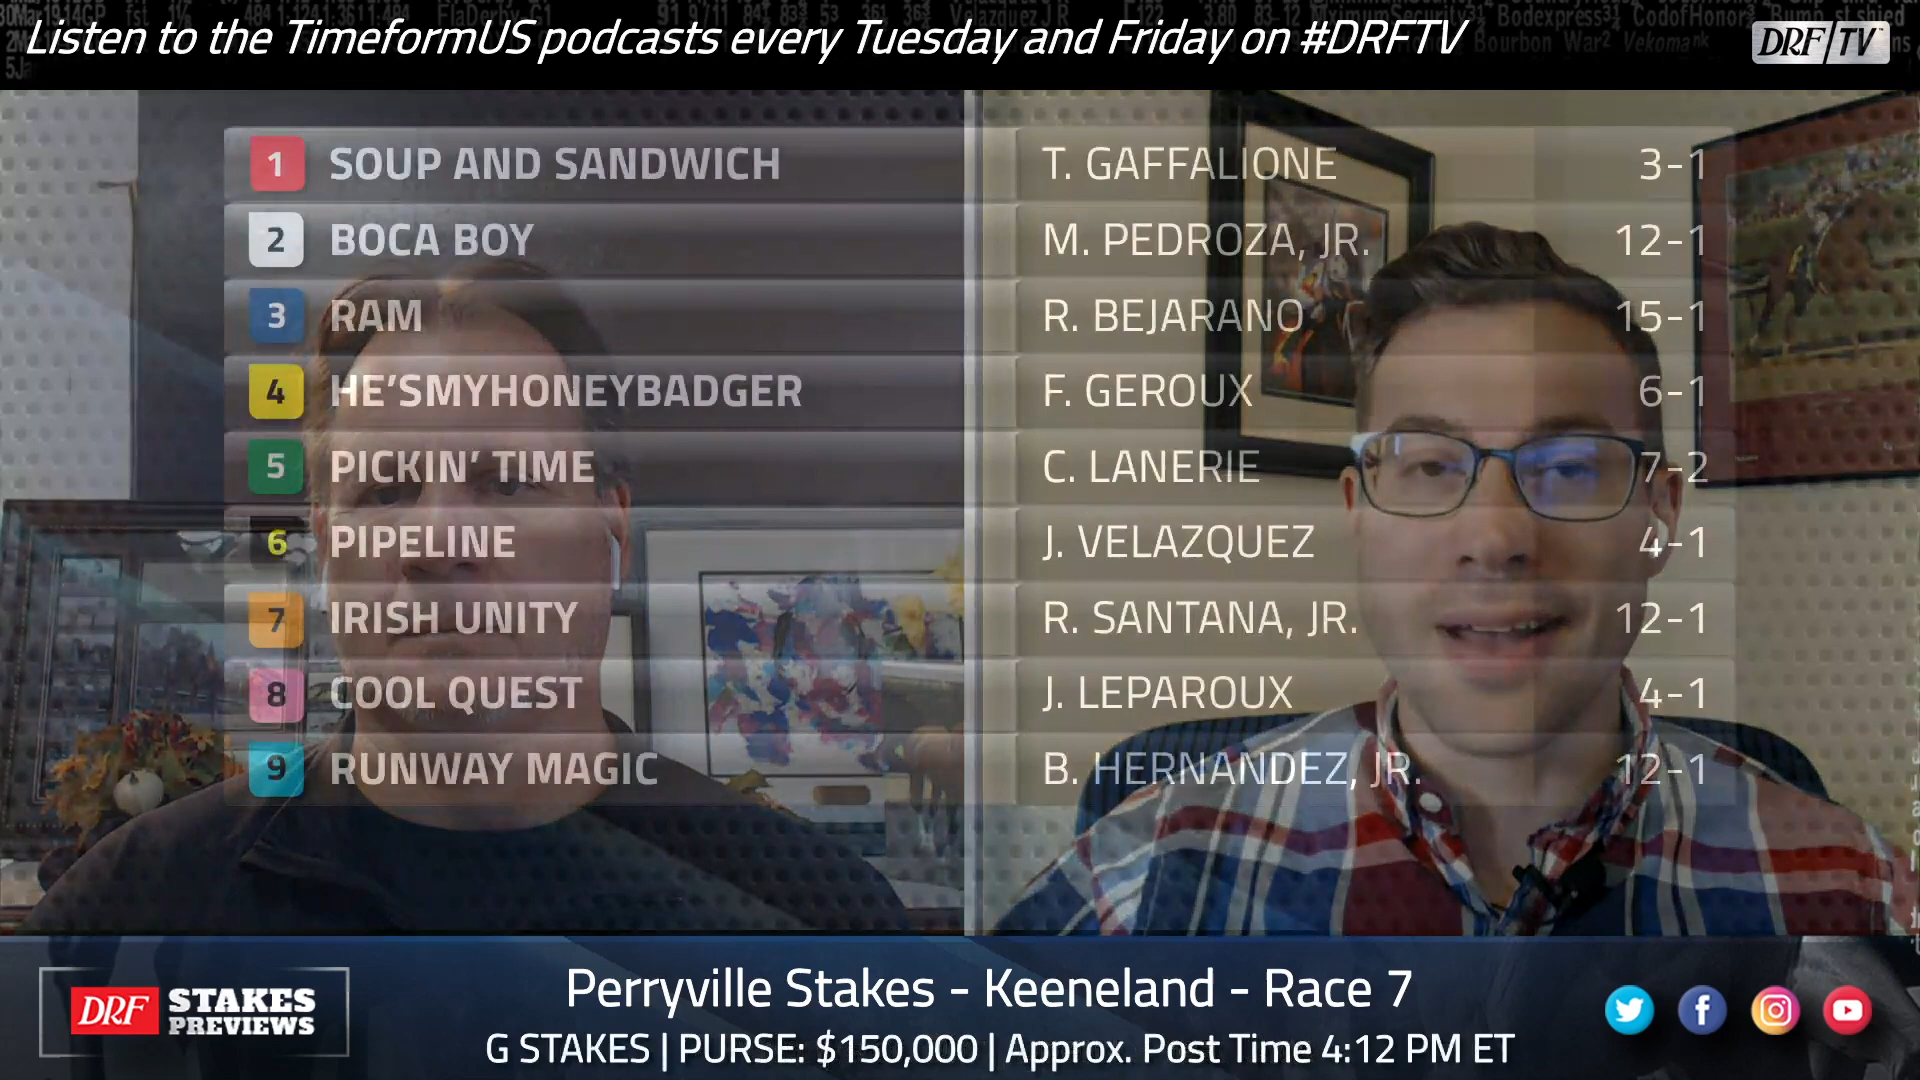 Listen to the TimeformUS podcasts every Tuesday and Friday on #DRFTV
DRF/TV
1 SOUP AND SANDWICH T. GAFFALIONE 3-1
2 BOCA BOY M. PEDROZA, JR. 12-1
3 RAM R. BEJARANO 15-1
4 HE'SMYHONEYBADGER F. GEROUX 6-1
5 PICKIN' TIME C. LANERIE 7-2
6 PIPELINE J. VELAZQUEZ 4-1
7 IRISH UNITY R. SANTANA, JR. 12-1
8 COOL QUEST J. LEPAROUX 4-1
9 RUNWAY MAGIC B. HERNANDEZ, JR. 12-1
DRF STAKES PREVIEWS
Perryville Stakes - Keeneland - Race 7
G STAKES | PURSE: $150,000 | Approx. Post Time 4:12 PM ET